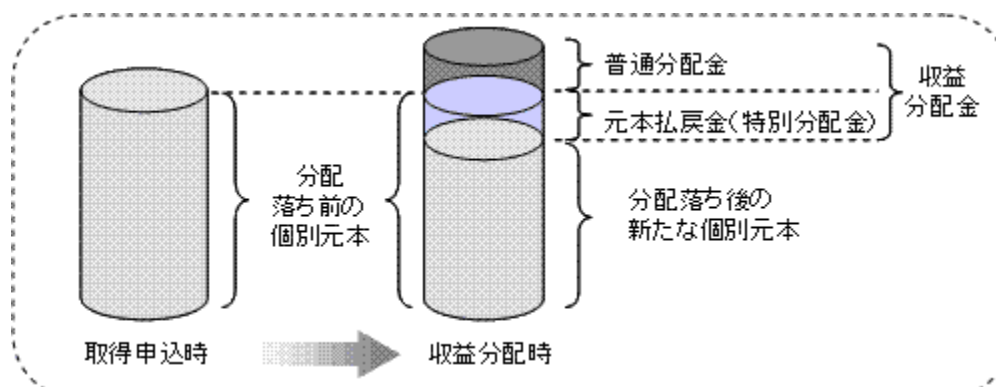 普通分配金
収益
分配金
元本払戻金(特別分配金)
分配
落ち前の
個別元本
分配落ち後の
新たな個別元本
取得申込時
収益分配時